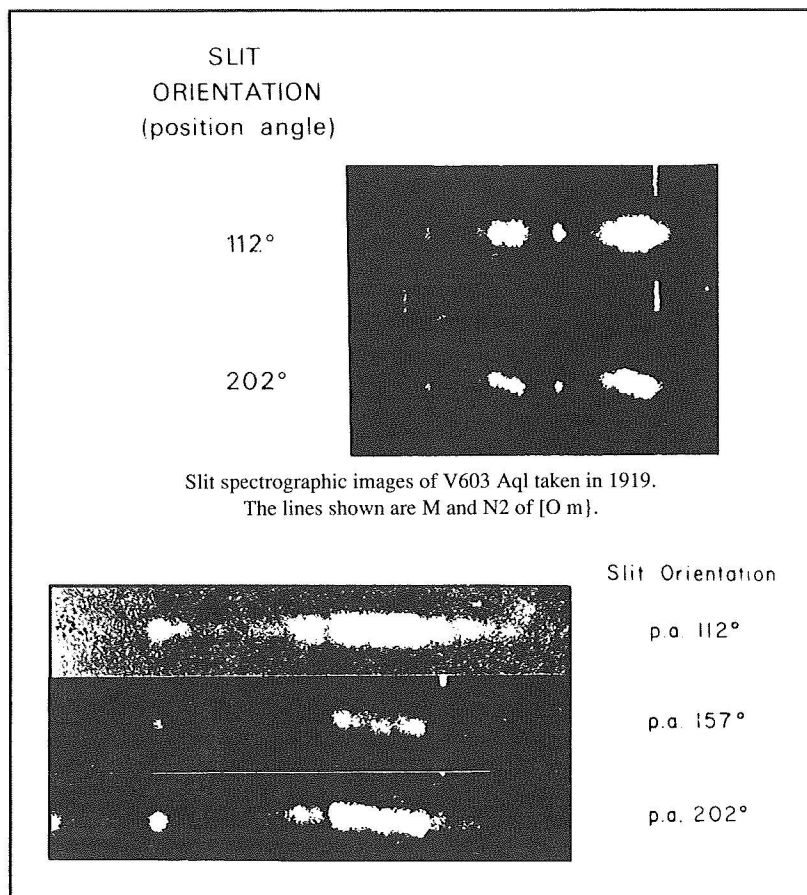 SLIT
ORIENTATION
(position angle)
112°
202°
Slit spectrographic images of V603 Aql taken in 1919.
The lines shown are M and N2 of [O m}.
Slit Orientation
p.a. 112°
p.a. 157°
p.a. 202°